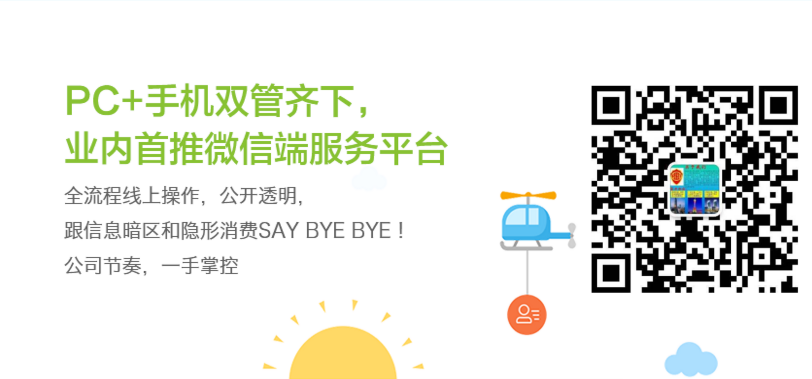 PC+手机双管齐下，
业内首推微信端服务平台
全流程线上操作，公开透明，
跟信息暗区和隐形消费SAY BYE BYE！
公司节奏，一手掌控